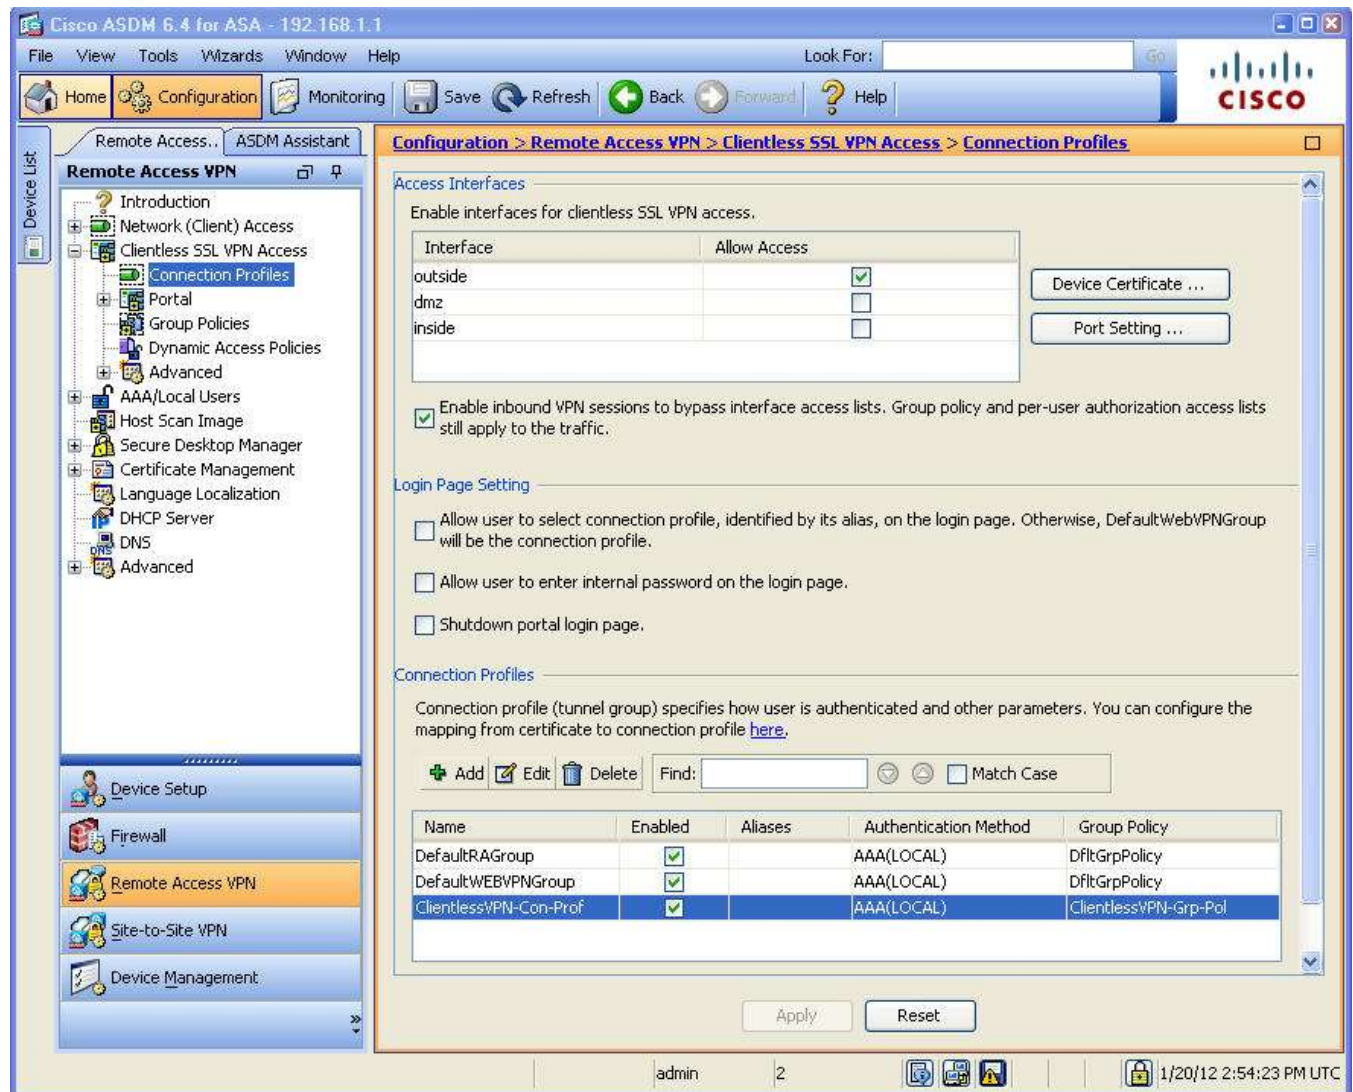 Cisco ASDM 6.4 for ASA - 192.168.1.1
File View Tools Wizards Window Help Look For: Go
Home Configuration Monitoring Save Refresh Back Forward Help
CISCO
Device List
Remote Access.. ASDM Assistant
Configuration > Remote Access VPN > Clientless SSL VPN Access > Connection Profiles
Remote Access VPN
Introduction
Network (Client) Access
Clientless SSL VPN Access
Connection Profiles
Portal
Group Policies
Dynamic Access Policies
Advanced
AAA/Local Users
Host Scan Image
Secure Desktop Manager
Certificate Management
Language Localization
DHCP Server
DNS
DNS
Advanced
Device Setup
Firewall
Remote Access VPN
Site-to-Site VPN
Device Management
Access Interfaces
Enable interfaces for clientless SSL VPN access.
Interface Allow Access
outside
dmz
inside
Device Certificate ...
Port Setting ...
Enable inbound VPN sessions to bypass interface access lists. Group policy and per-user authorization access lists
still apply to the traffic.
Login Page Setting
Allow user to select connection profile, identified by its alias, on the login page. Otherwise, DefaultWebVPNGroup
will be the connection profile.
Allow user to enter internal password on the login page.
Shutdown portal login page.
Connection Profiles
Connection profile (tunnel group) specifies how user is authenticated and other parameters. You can configure the
mapping from certificate to connection profile here.
Add Edit Delete Find: Match Case
Name Enabled Aliases Authentication Method Group Policy
DefaultRAGroup AAA(LOCAL) DfltGrpPolicy
DefaultWEBVPNGroup AAA(LOCAL) DfltGrpPolicy
ClientlessVPN-Con-Prof AAA(LOCAL) ClientlessVPN-Grp-Pol
Apply Reset
admin 2 1/20/12 2:54:23 PM UTC